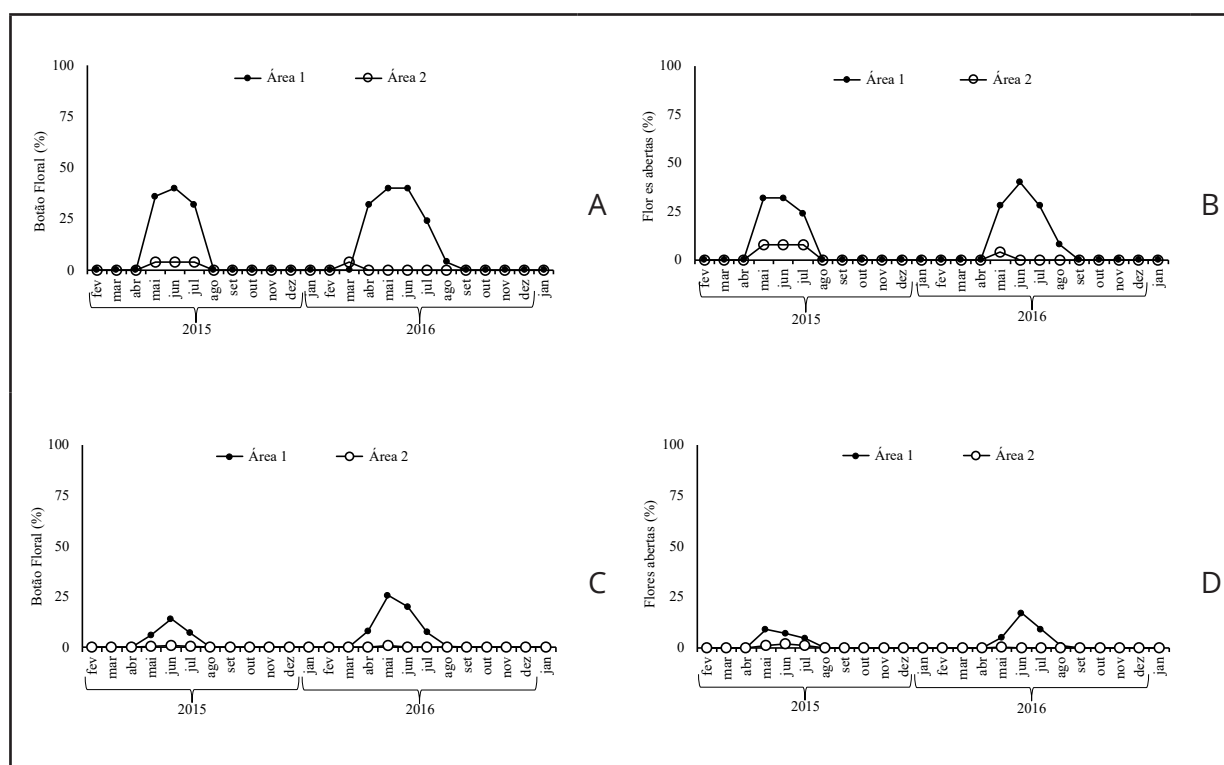 100
75
50
25
0
Botão Floral (%)
Área 1
Área 2
fev mar abr mai jun jul ago set out nov dez jan fev mar abr mai jun jul ago set out nov dez jan
2015
2016
A
100
75
50
25
0
Flor es abertas (%)
Área 1
Área 2
fev mar abr mai jun jul ago set out nov dez jan fev mar abr mai jun jul ago set out nov dez jan
2015
2016
B
100
75
50
25
0
Botão Floral (%)
Área 1
Área 2
fev mar abr mai jun jul ago set out nov dez jan fev mar abr mai jun jul ago set out nov dez jan
2015
2016
C
100
75
50
25
0
Flores abertas (%)
Área 1
Área 2
fev mar abr mai jun jul ago set out nov dez jan fev mar abr mai jun jul ago set out nov dez jan
2015
2016
D